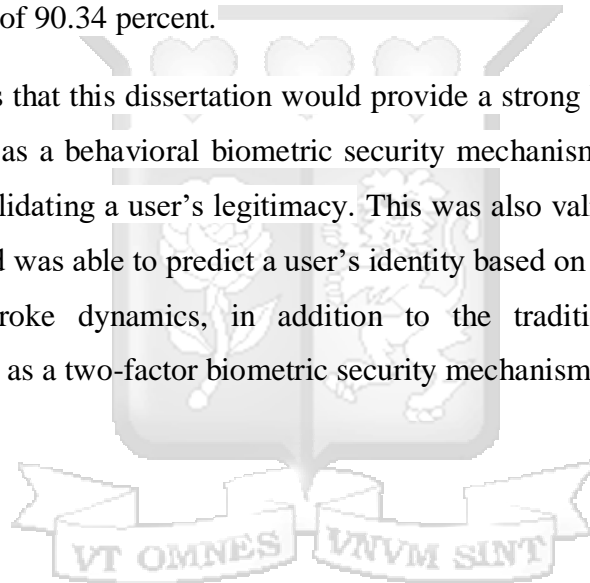 of 90.34 percent.
s that this dissertation would provide a strong
as a behavioral biometric security mechanism
lidating a user’s legitimacy. This was also val
d was able to predict a user’s identity based on
roke dynamics, in addition to the traditi
as a two-factor biometric security mechanism
VT OMNES VNVM SINT